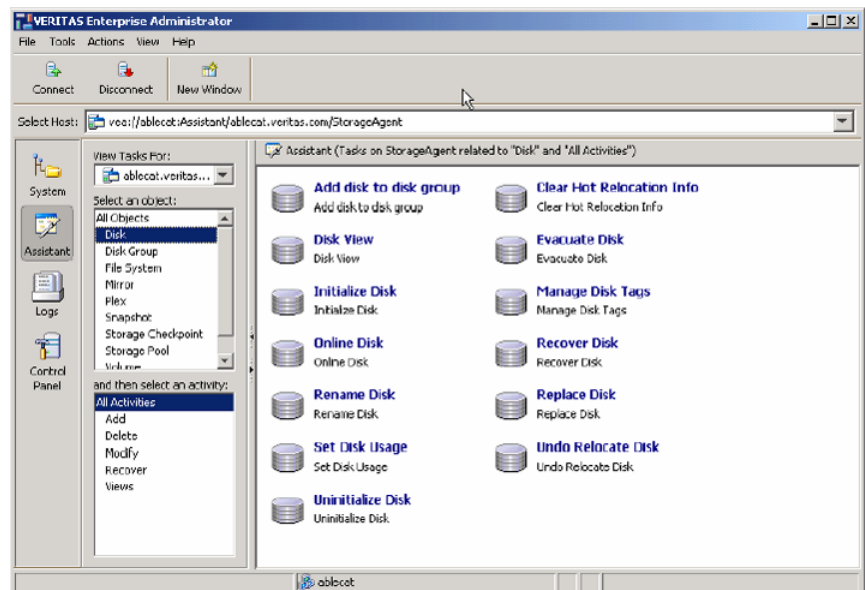 VERITAS Enterprise Administrator
File Tools Actions View Help
Connect Disconnect New Window
Select Host: vea://ablecat:Assistant/ablecat.veritas.com/StorageAgent
System
Assistant
Logs
Control
Panel
View Tasks For:
ablecat.veritas...
Select an object:
All Objects
Disk
Disk Group
File System
Mirror
Plex
Snapshot
Storage Checkpoint
Storage Pool
Volume
and then select an activity:
All Activities
Add
Delete
Modify
Recover
Views
Assistant (Tasks on StorageAgent related to "Disk" and "All Activities")
Add disk to disk group
Add disk to disk group
Clear Hot Relocation Info
Clear Hot Relocation Info
Disk View
Disk View
Evacuate Disk
Evacuate Disk
Initialize Disk
Initialize Disk
Manage Disk Tags
Manage Disk Tags
Online Disk
Online Disk
Recover Disk
Recover Disk
Rename Disk
Rename Disk
Replace Disk
Replace Disk
Set Disk Usage
Set Disk Usage
Undo Relocate Disk
Undo Relocate Disk
Uninitialize Disk
Uninitialize Disk
ablecat